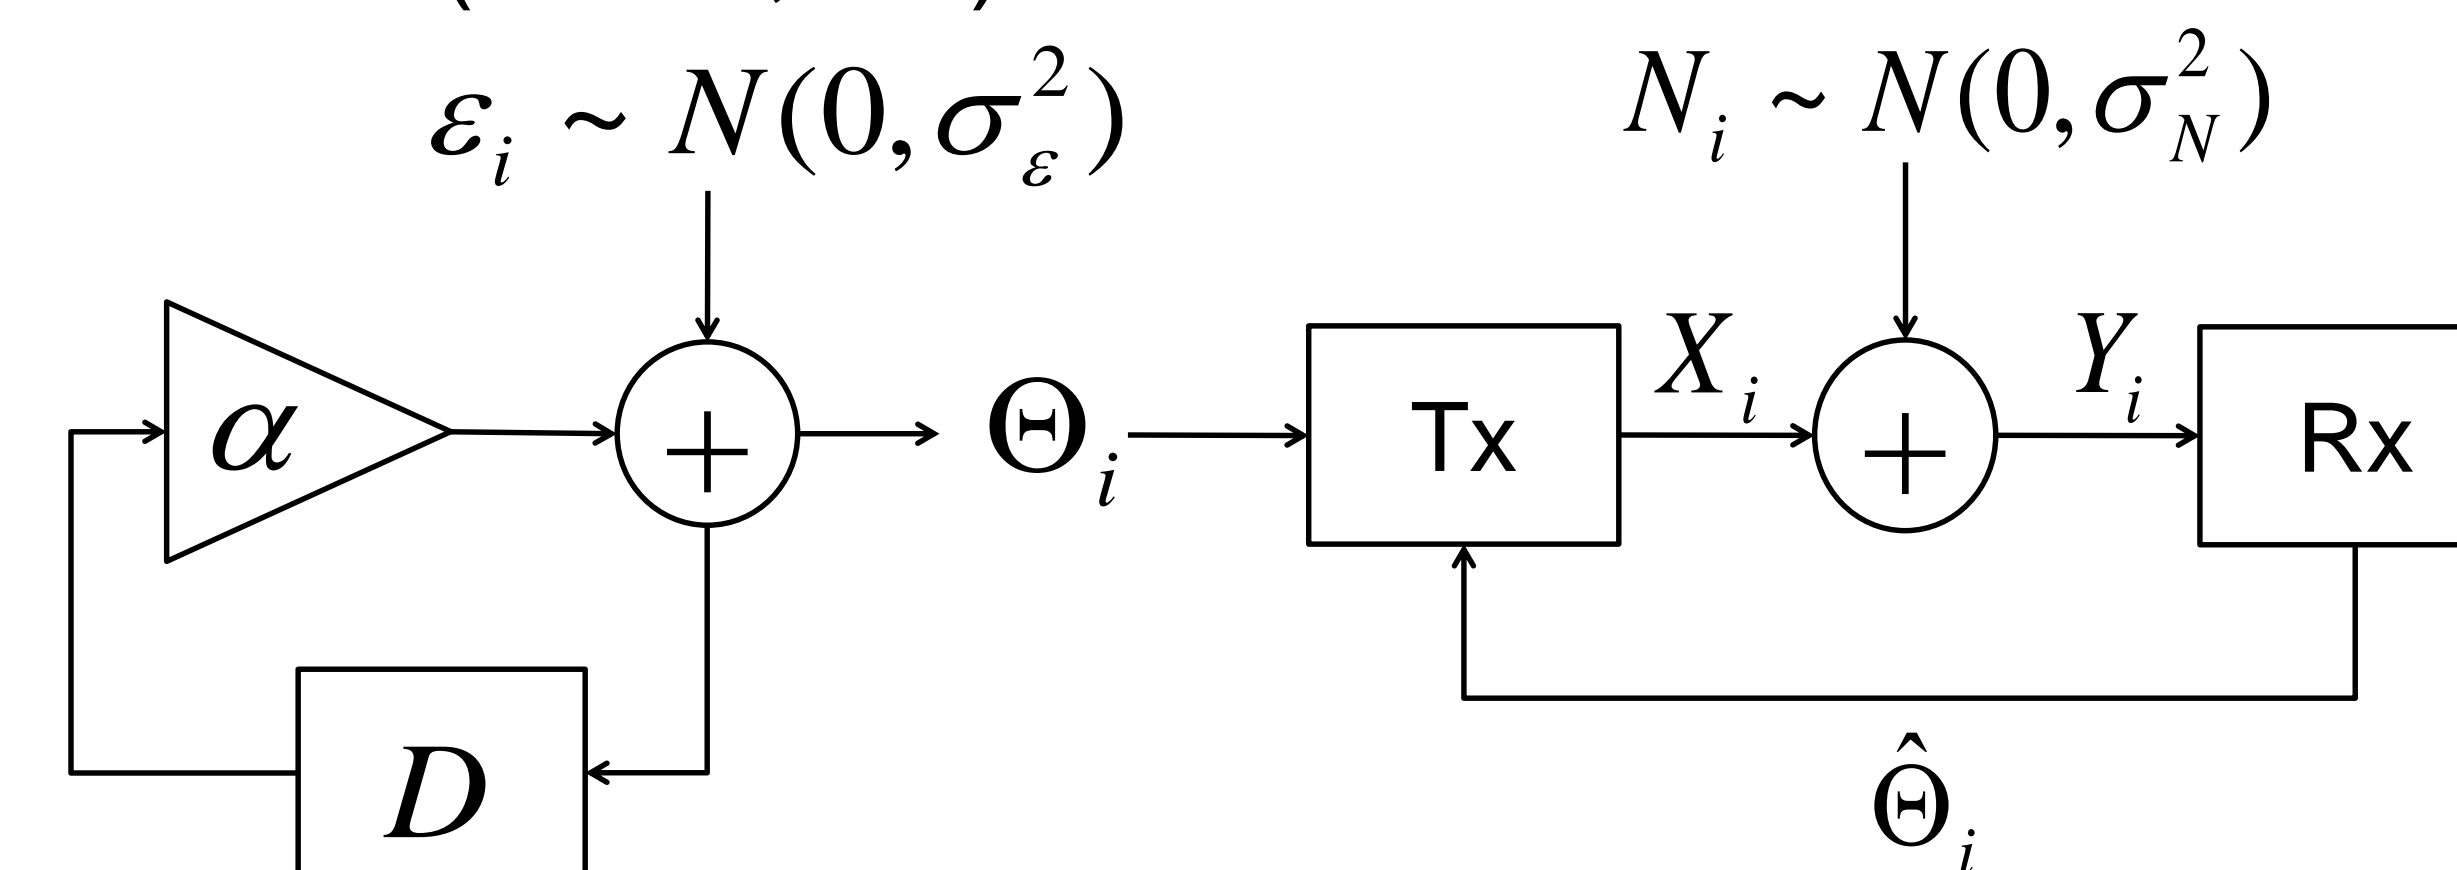 ε_i ~ N(0, σ_ε^2)
N_i ~ N(0, σ_N^2)
α
+
Θ_i
Tx
X_i
+
Y_i
Rx
D
Θ̂_i